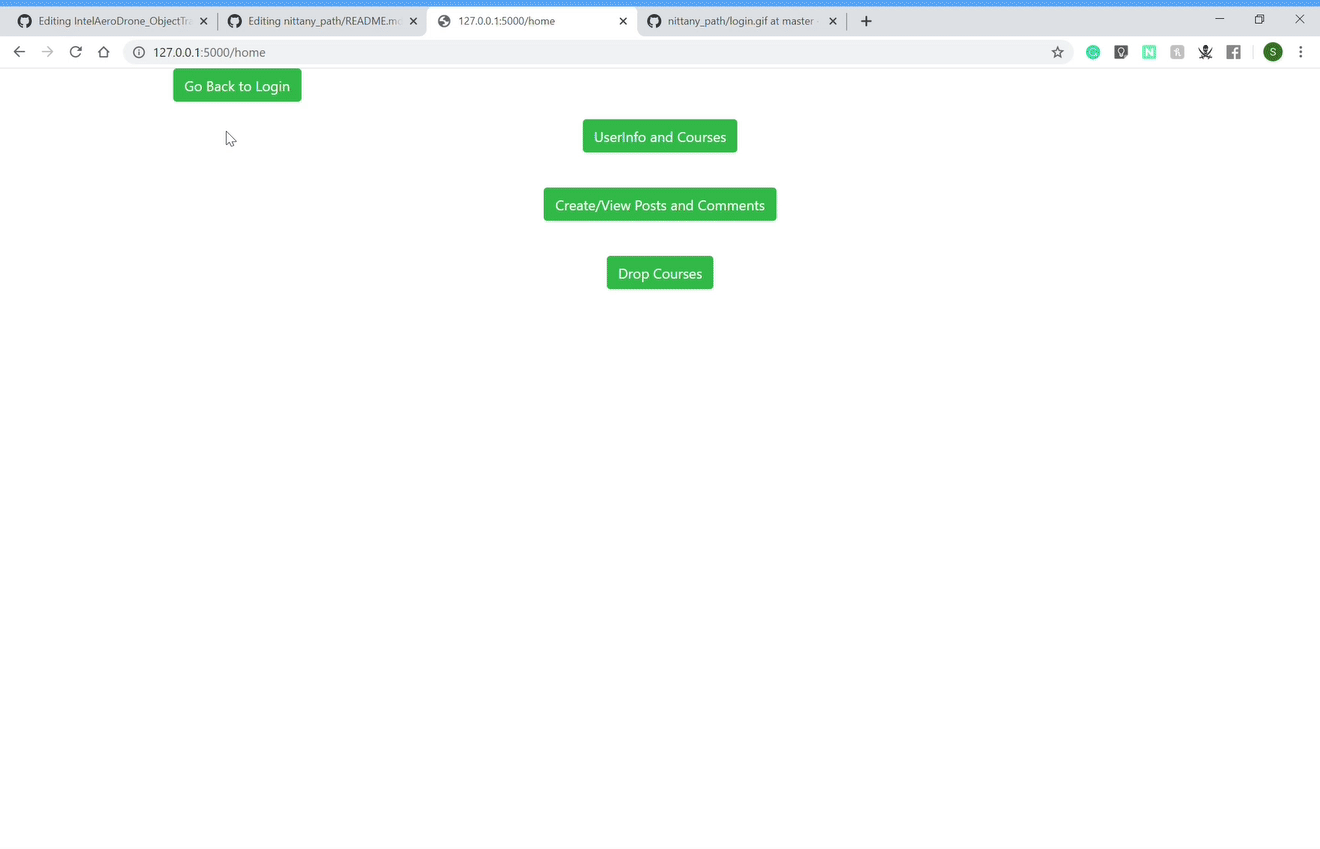 Editing IntelAeroDrone_ObjectTra
Editing nittany_path/README.md
127.0.0.1:5000/home
nittany_path/login.gif at master
127.0.0.1:5000/home
S
Go Back to Login
UserInfo and Courses
Create/View Posts and Comments
Drop Courses